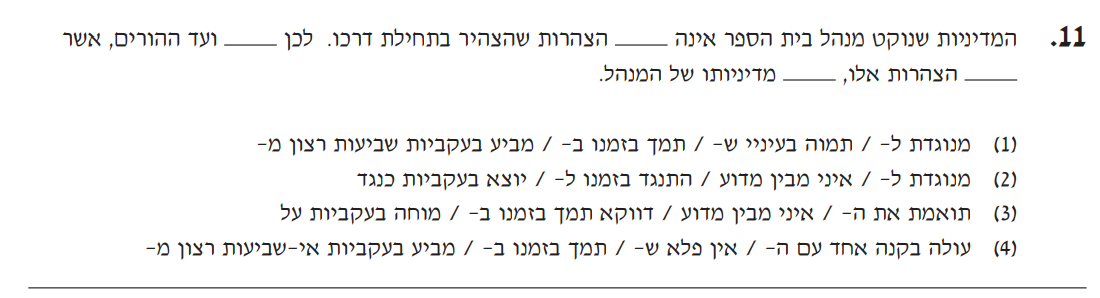 11. המדיניות שנוקט מנהל בית הספר אינה _____ הצהרות שהצהיר בתחילת דרכו. לכן _____ ועד ההורים, אשר
_____ הצהרות אלו, _____ מדיניותו של המנהל.
(1) מנוגדת ל- / תמוה בעיניי ש- / תמך בזמנו ב- / מביע בעקביות שביעות רצון מ-
(2) מנוגדת ל- / איני מבין מדוע / התנגד בזמנו ל- / יוצא בעקביות כנגד
(3) תואמת את ה- / איני מבין מדוע / דווקא תמך בזמנו ב- / מוחה בעקביות על
(4) עולה בקנה אחד עם ה- / אין פלא ש- / תמך בזמנו ב- / מביע בעקביות אי-שביעות רצון מ-